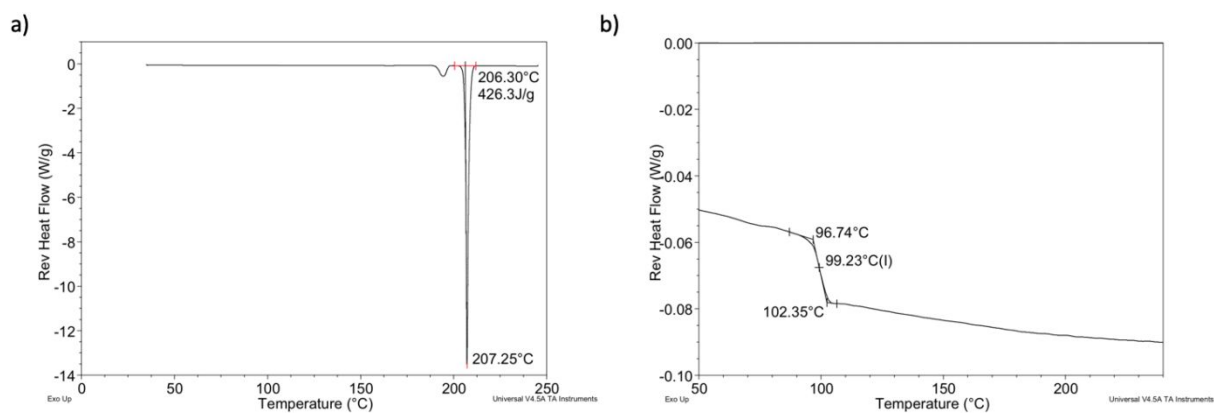 a)
Rev Heat Flow (W/g)
0
-2
-4
-6
-8
-10
-12
-14
206.30°C
426.3J/g
207.25°C
0
50
100
150
200
250
Exo Up
Temperature (°C)
Universal V4.5A TA Instruments
b)
Rev Heat Flow (W/g)
0.00
-0.02
-0.04
-0.06
-0.08
-0.10
96.74°C
99.23°C(I)
102.35°C
50
100
150
200
Exo Up
Temperature (°C)
Universal V4.5A TA Instruments